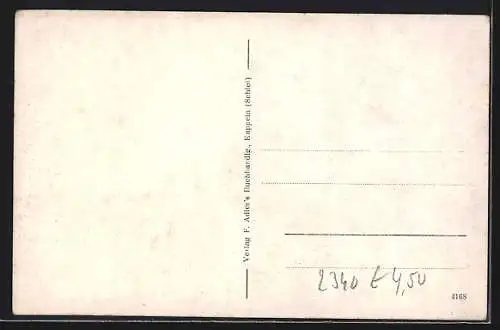 Verlag F. Adler's Buchhandlg., Kappeln (Schlei)
2340 € 4,50
4168